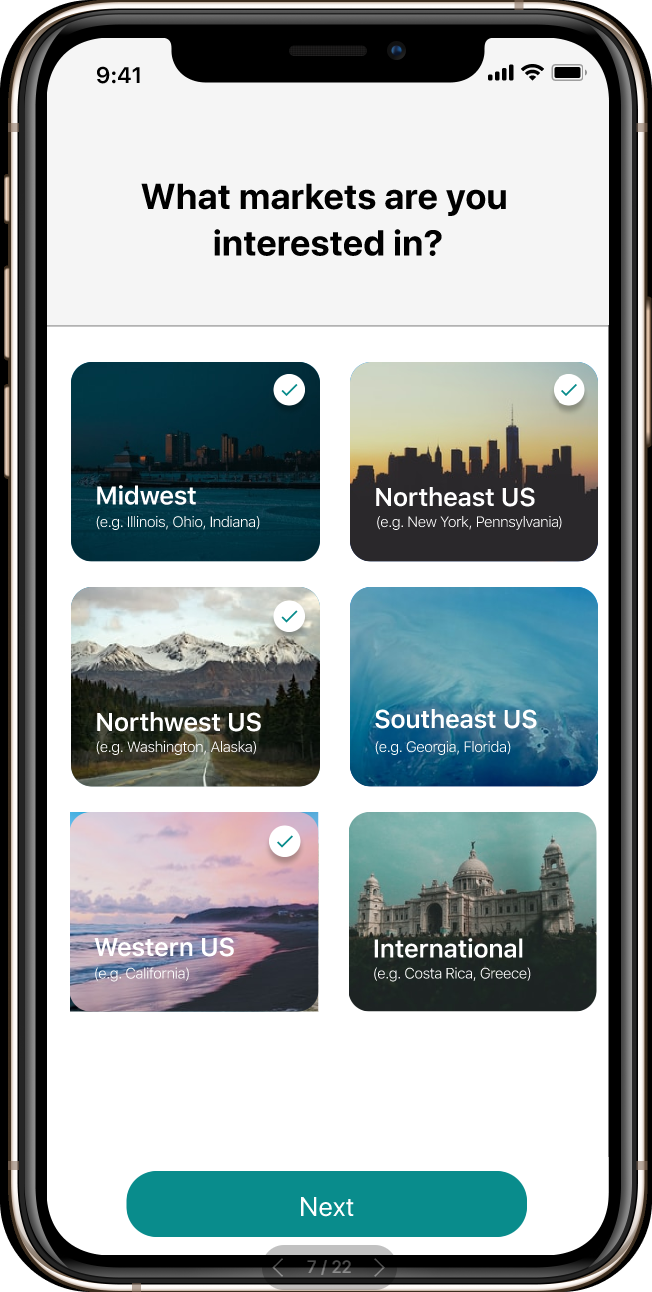 9:41
What markets are you
interested in?
Midwest
(e.g. Illinois, Ohio, Indiana)
Northeast US
(e.g. New York, Pennsylvania)
Northwest US
(e.g. Washington, Alaska)
Southeast US
(e.g. Georgia, Florida)
Western US
(e.g. California)
International
(e.g. Costa Rica, Greece)
Next
7 / 22